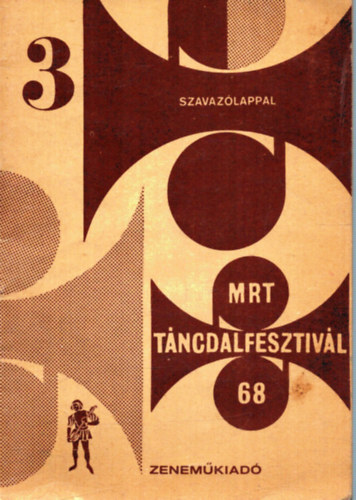 3
SZAVAZÓLAPPAL
MRT
TÁNCDALFESZTIVÁL
68
ZENEMŰKIADÓ